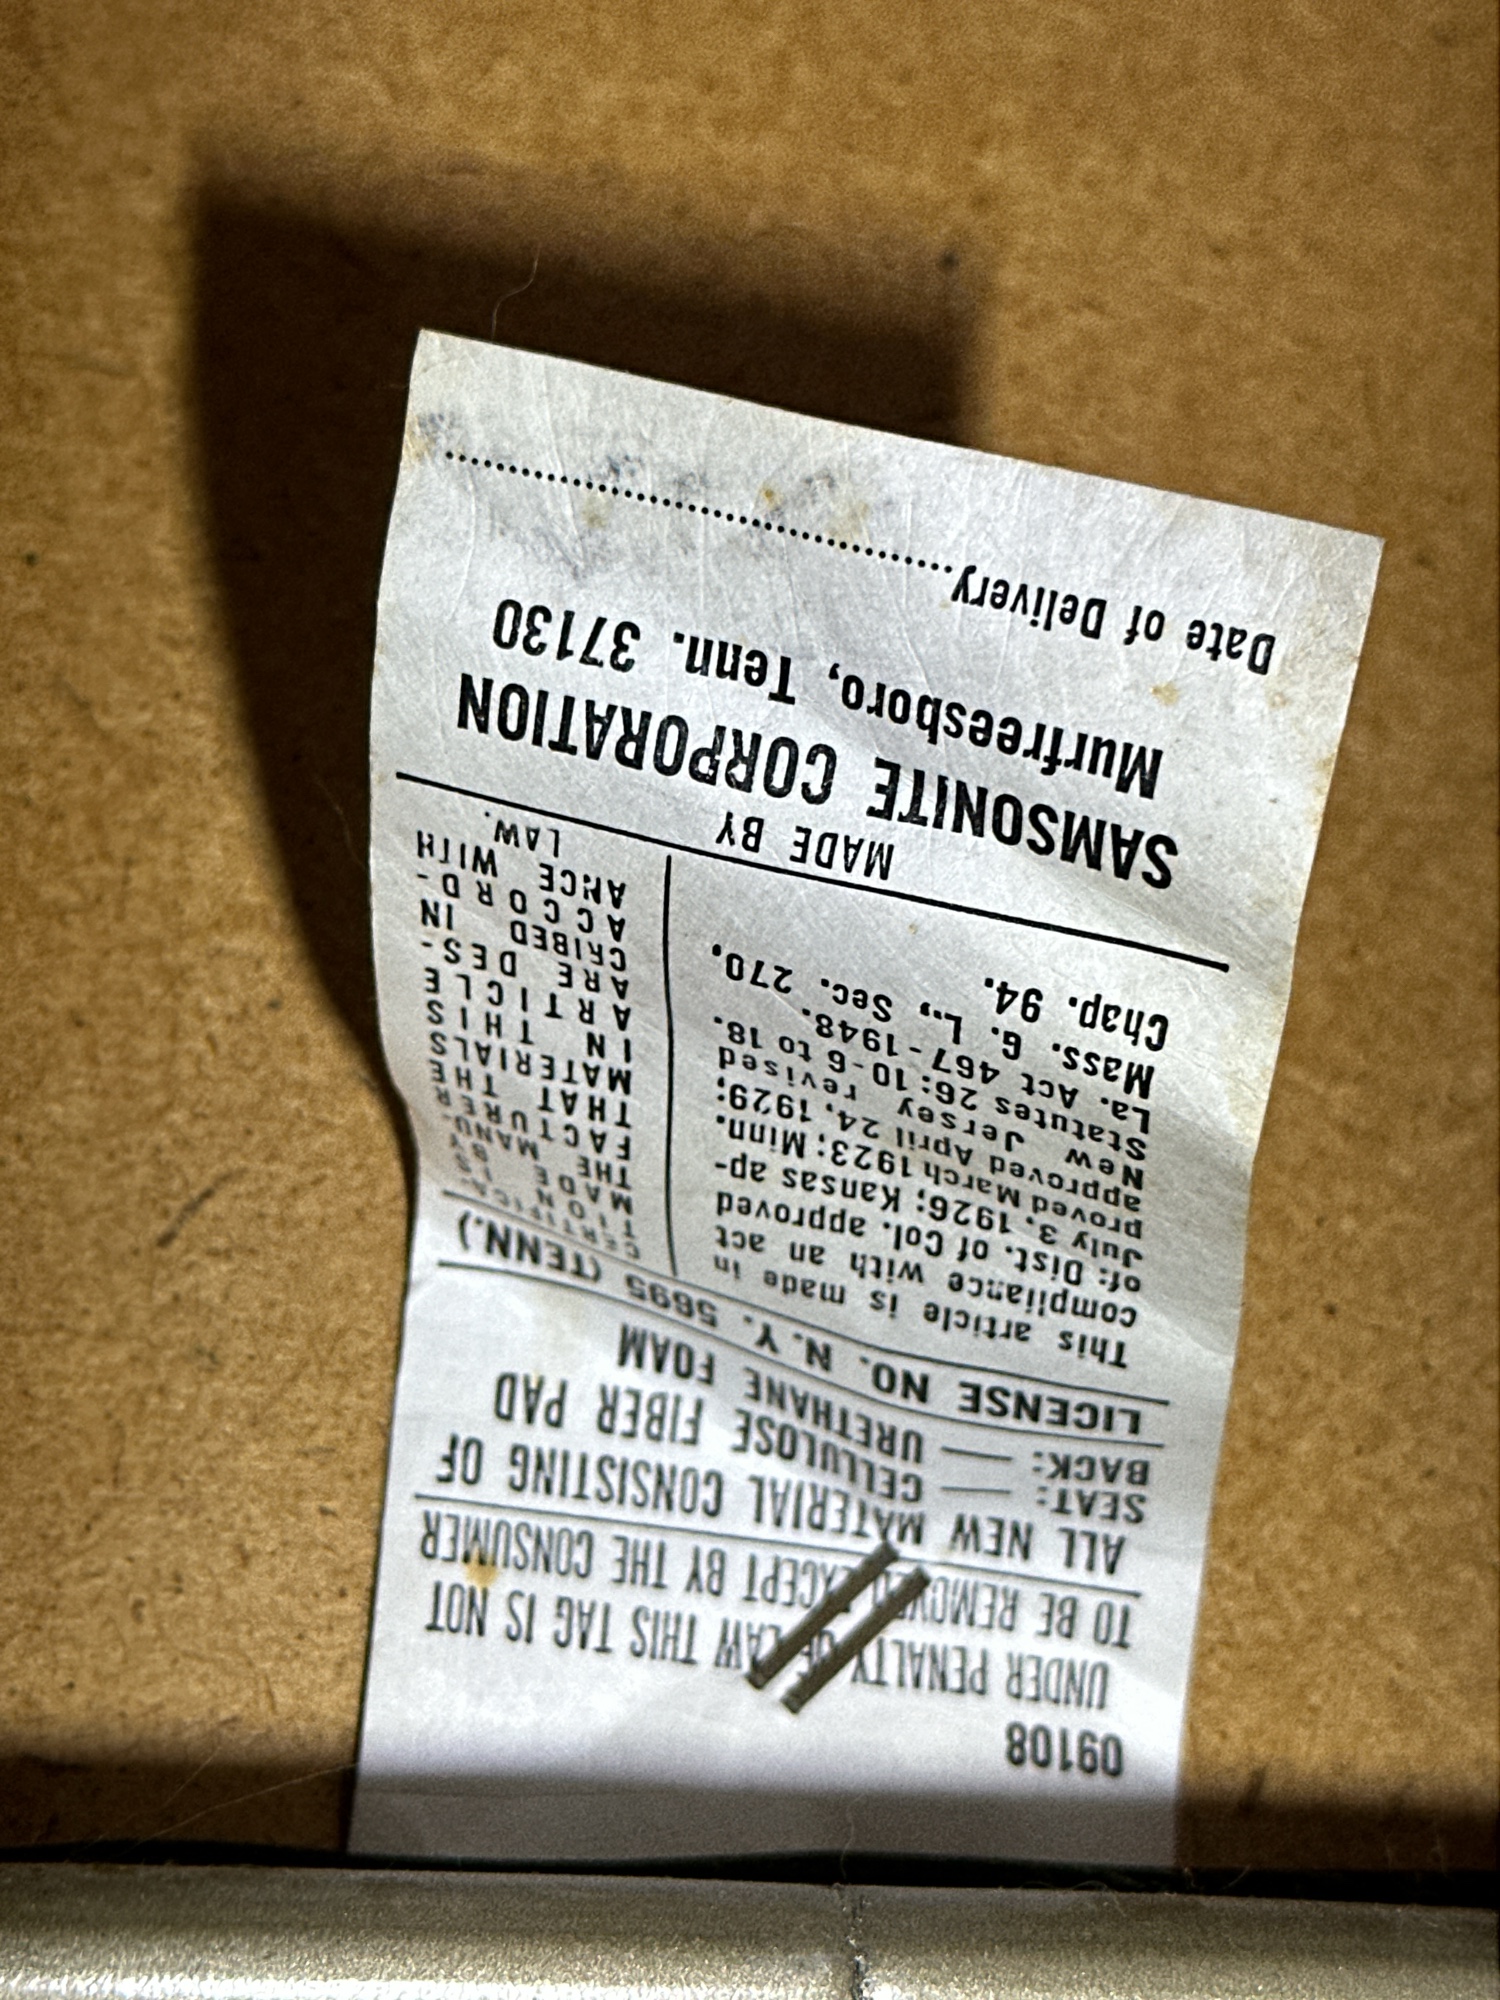 09108
UNDER PENALTY OF LAW THIS TAG IS NOT
TO BE REMOVED EXCEPT BY THE CONSUMER
ALL NEW MATERIAL CONSISTING OF
SEAT: — CELLULOSE FIBER PAD
BACK: — URETHANE FOAM
LICENSE NO. N.Y. 5695 (TENN.)
This article is made in
compliance with an act
of: Dist. of Col. approved
July 3, 1926; Kansas ap-
proved March 1923; Minn.
approved April 24, 1929;
New Jersey revised
Statutes 26: 10-6 to 18.
La. Act 467-1948.
Mass. G. L., Sec. 270,
Chap. 94.
CERTIFICA-
TION IS
MADE BY
THE MANU-
FACTURER
THAT THE
MATERIALS
IN THIS
ARTICLE
ARE DES-
CRIBED IN
ACCORD-
ANCE WITH
LAW.
MADE BY
SAMSONITE CORPORATION
Murfreesboro, Tenn. 37130
Date of Delivery..............................